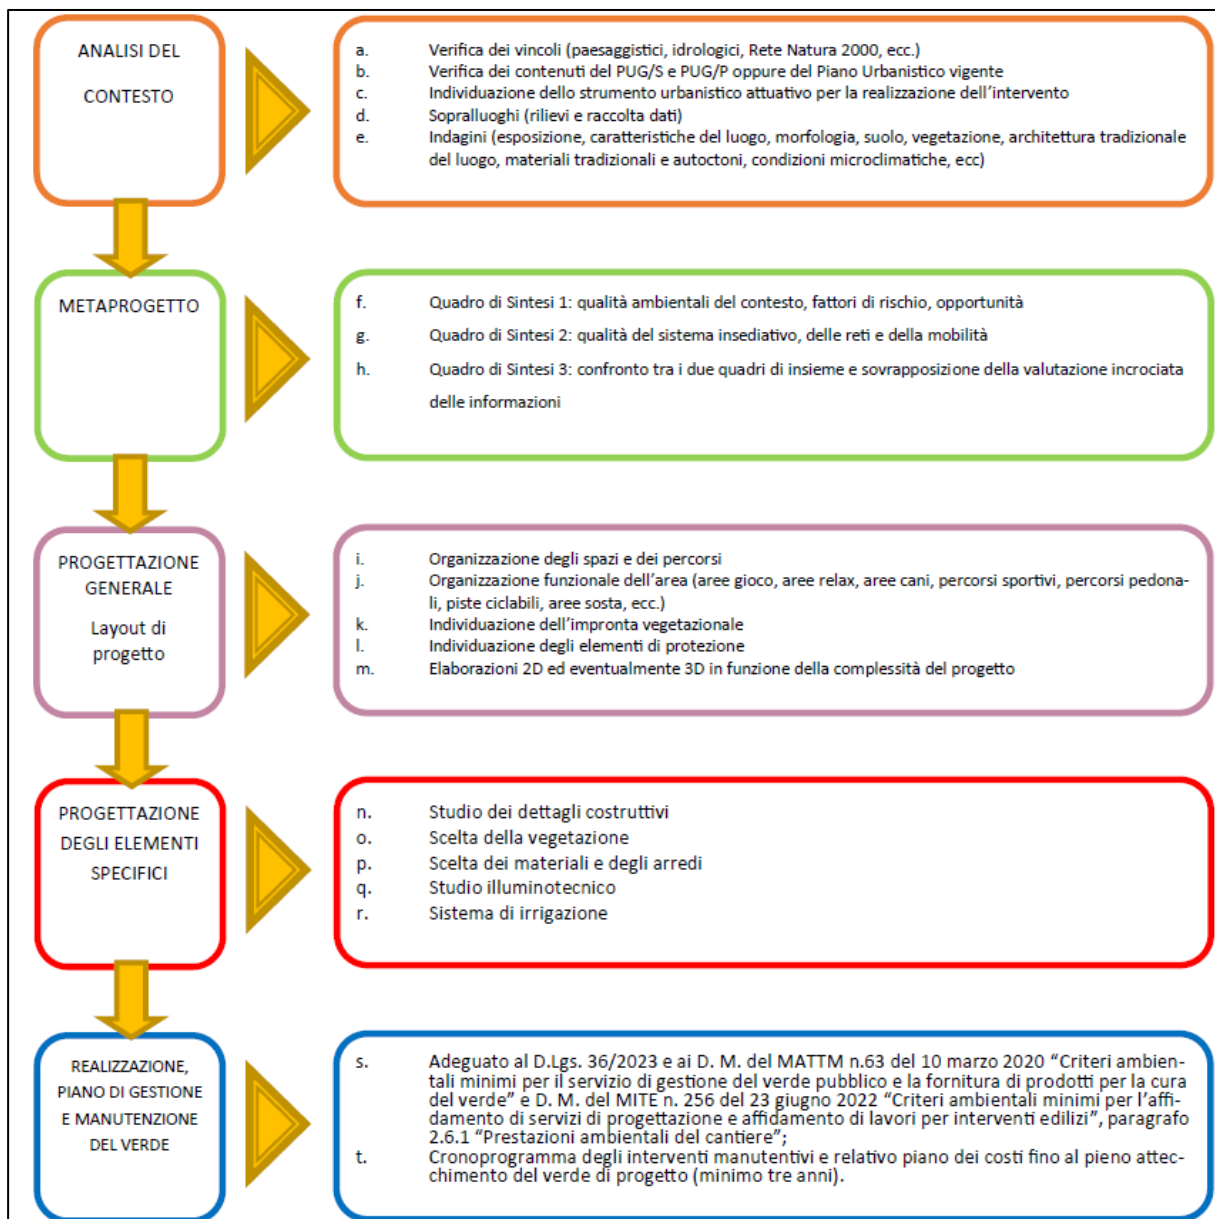 ANALISI DEL
CONTESTO
a. Verifica dei vincoli (paesaggistici, idrologici, Rete Natura 2000, ecc.)
b. Verifica dei contenuti del PUG/S e PUG/P oppure del Piano Urbanistico vigente
c. Individuazione dello strumento urbanistico attuativo per la realizzazione dell’intervento
d. Sopralluoghi (rilievi e raccolta dati)
e. Indagini (esposizione, caratteristiche del luogo, morfologia, suolo, vegetazione, architettura tradizionale
del luogo, materiali tradizionali e autoctoni, condizioni microclimatiche, ecc)
METAPROGETTO
f. Quadro di Sintesi 1: qualità ambientali del contesto, fattori di rischio, opportunità
g. Quadro di Sintesi 2: qualità del sistema insediativo, delle reti e della mobilità
h. Quadro di Sintesi 3: confronto tra i due quadri di insieme e sovrapposizione della valutazione incrociata
delle informazioni
PROGETTAZIONE
GENERALE
Layout di
progetto
i. Organizzazione degli spazi e dei percorsi
j. Organizzazione funzionale dell’area (aree gioco, aree relax, aree cani, percorsi sportivi, percorsi pedona-
li, piste ciclabili, aree sosta, ecc.)
k. Individuazione dell’impronta vegetazionale
l. Individuazione degli elementi di protezione
m. Elaborazioni 2D ed eventualmente 3D in funzione della complessità del progetto
PROGETTAZIONE
DEGLI ELEMENTI
SPECIFICI
n. Studio dei dettagli costruttivi
o. Scelta della vegetazione
p. Scelta dei materiali e degli arredi
q. Studio illuminotecnico
r. Sistema di irrigazione
REALIZZAZIONE,
PIANO DI GESTIONE
E MANUTENZIONE
DEL VERDE
s. Adeguato al D.Lgs. 36/2023 e ai D. M. del MATTM n.63 del 10 marzo 2020 “Criteri ambien-
tali minimi per il servizio di gestione del verde pubblico e la fornitura di prodotti per la cura
del verde” e D. M. del MITE n. 256 del 23 giugno 2022 “Criteri ambientali minimi per l’affi-
damento di servizi di progettazione e affidamento di lavori per interventi edilizi”, paragrafo
2.6.1 “Prestazioni ambientali del cantiere”;
t. Cronoprogramma degli interventi manutentivi e relativo piano dei costi fino al pieno attec-
chimento del verde di progetto (minimo tre anni).